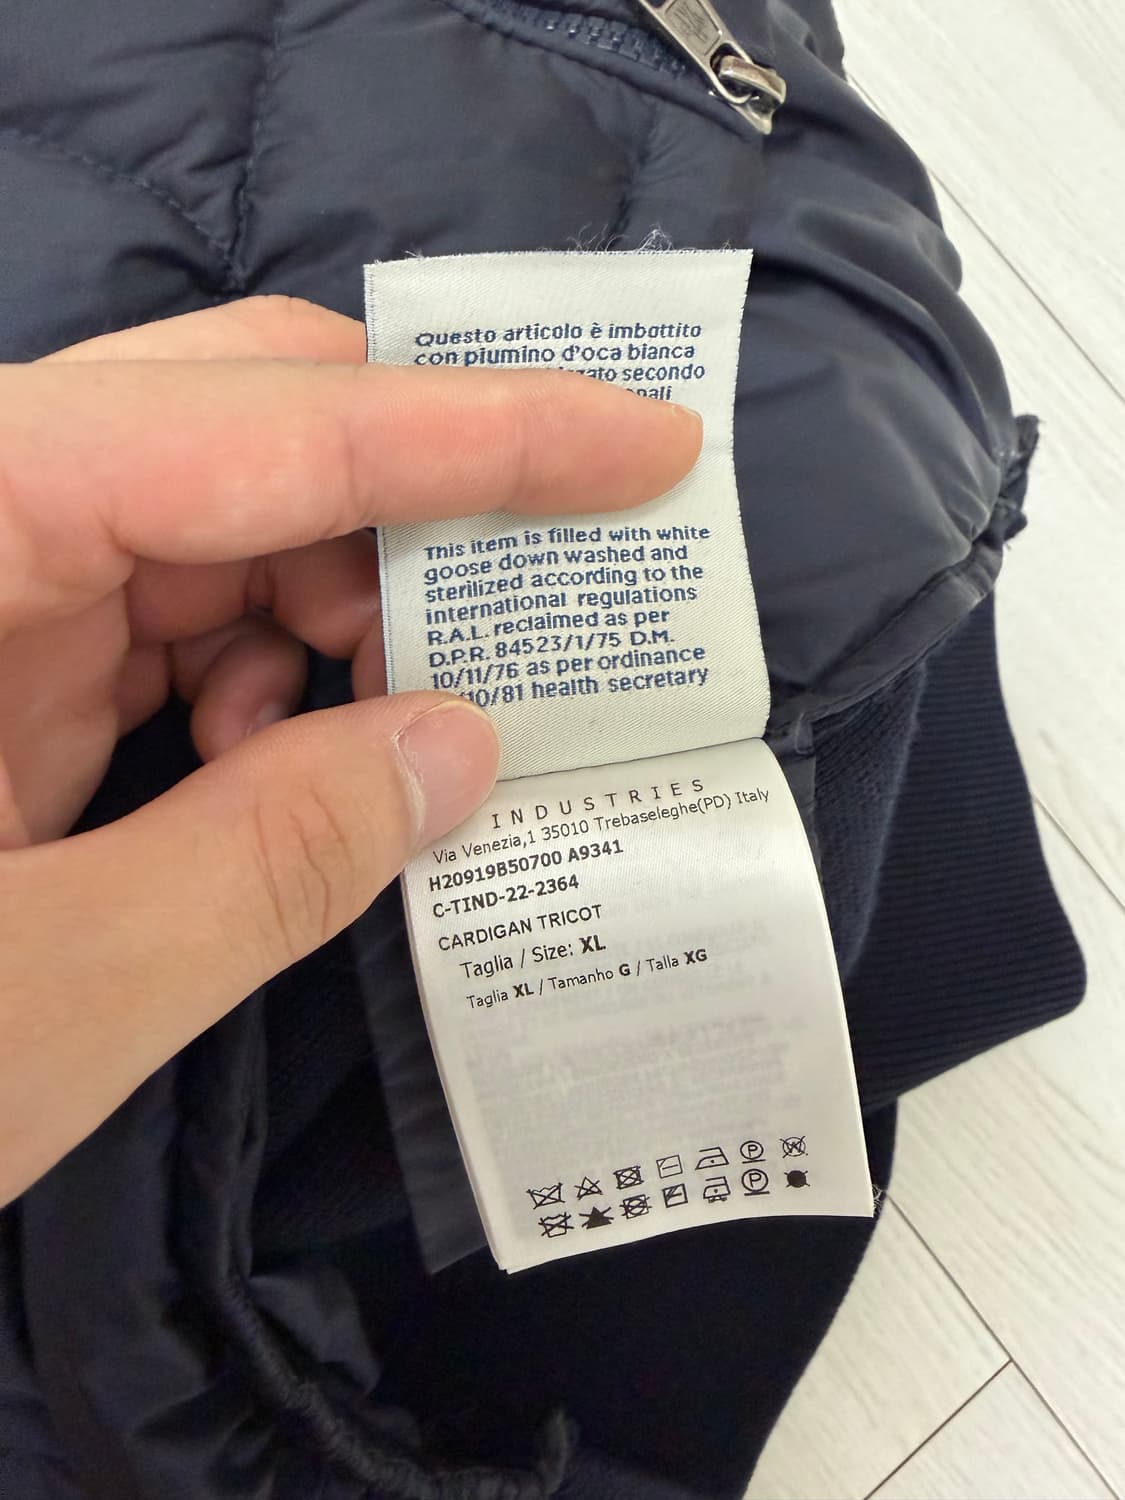 Questo articolo è imbottito
con piumino d'oca bianca
secondo
This item is filled with white
goose down washed and
sterilized according to the
international regulations
R.A.L. reclaimed as per
D.P.R. 84523/1/75 D.M.
10/11/76 as per ordinance
10/81 health secretary
INDUSTRIES
Via Venezia,1 35010 Trebaseleghe(PD) Italy
H20919B50700 A9341
C-TIND-22-2364
CARDIGAN TRICOT
Taglia / Size: XL
Taglia XL / Tamanho G / Talla XG